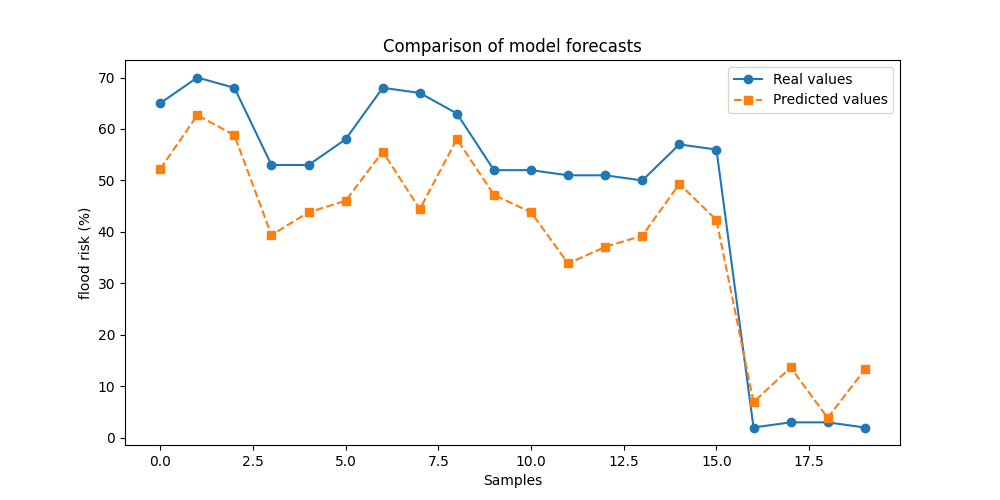 Comparison of model forecasts
Real values
Predicted values
flood risk (%)
70
60
50
40
30
20
10
0
0.0 2.5 5.0 7.5 10.0 12.5 15.0 17.5
Samples